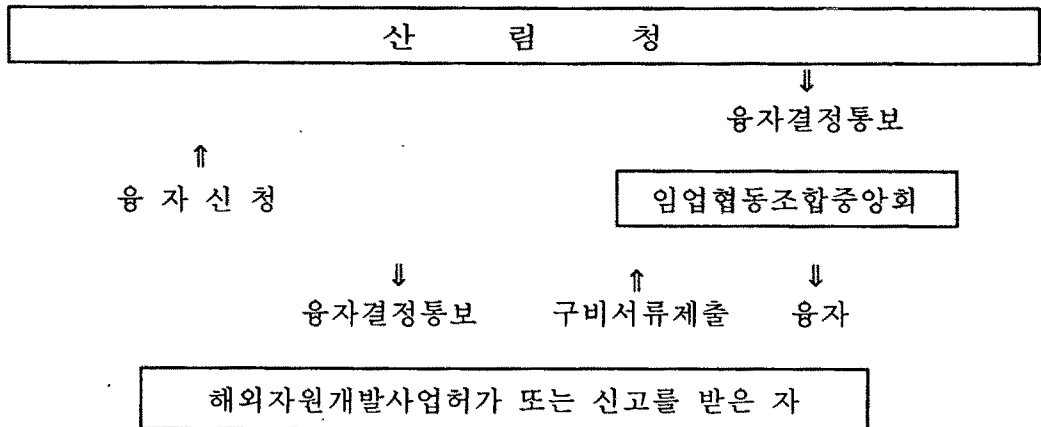 산 림 청
⇓
융자결정통보
⇑
융 자 신 청
임업협동조합중앙회
⇓ ⇑ ⇓
융자결정통보 구비서류제출 융자
해외자원개발사업허가 또는 신고를 받은 자